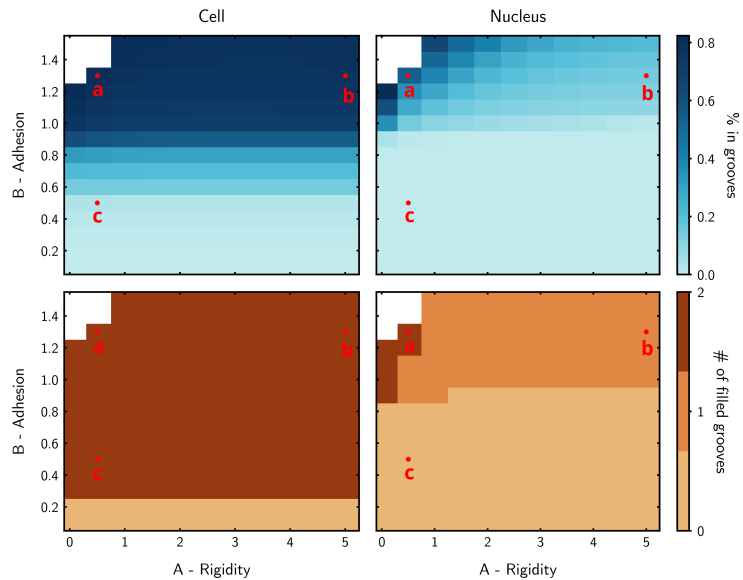 Cell
Nucleus
B - Adhesion
1.4
1.2
1.0
0.8
0.6
0.4
0.2
a
b
c
a
b
c
0.8
0.6
0.4
0.2
0.0
% in grooves
B - Adhesion
1.4
1.2
1.0
0.8
0.6
0.4
0.2
a
b
c
a
b
c
2
1
0
# of filled grooves
0 1 2 3 4 5
0 1 2 3 4 5
A - Rigidity
A - Rigidity